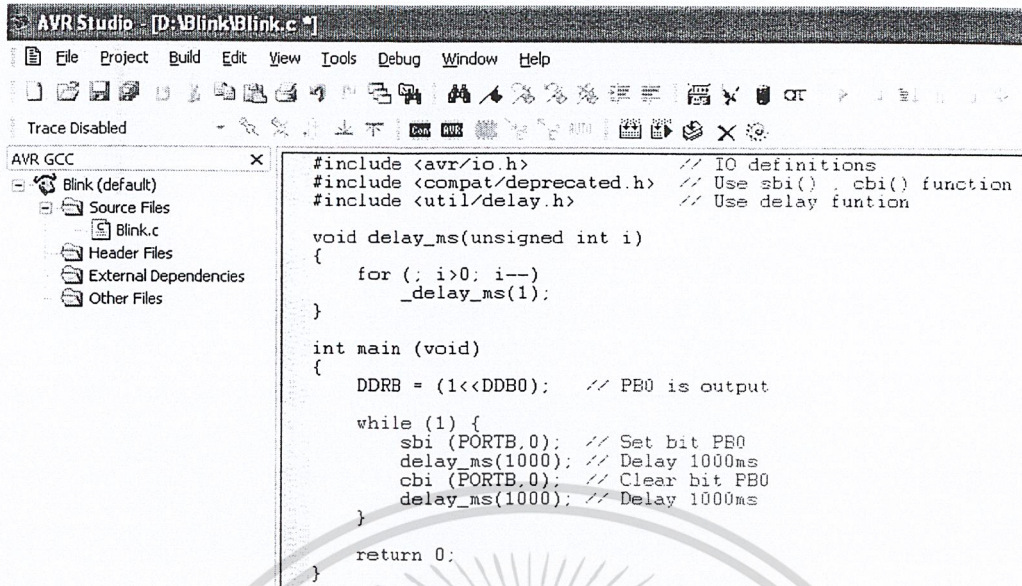 AVR Studio - [D:\Blink\Blink.c *]
File Project Build Edit View Tools Debug Window Help
Trace Disabled
AVR GCC
Blink (default)
Source Files
Blink.c
Header Files
External Dependencies
Other Files
#include <avr/io.h> // IO definitions
#include <compat/deprecated.h> // Use sbi() , cbi() function
#include <util/delay.h> // Use delay funtion
void delay_ms(unsigned int i)
{
for (; i>0; i--)
_delay_ms(1);
}
int main (void)
{
DDRB = (1<<DDB0); // PB0 is output
while (1) {
sbi (PORTB,0); // Set bit PB0
delay_ms(1000); // Delay 1000ms
cbi (PORTB,0); // Clear bit PB0
delay_ms(1000); // Delay 1000ms
}
return 0;
}